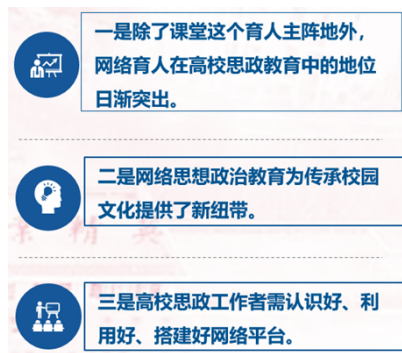 一是除了课堂这个育人主阵地外，
网络育人在高校思政教育中的地位
日渐突出。
二是网络思想政治教育为传承校园
文化提供了新纽带。
三是高校思政工作者需认识好、利
用好、搭建好网络平台。